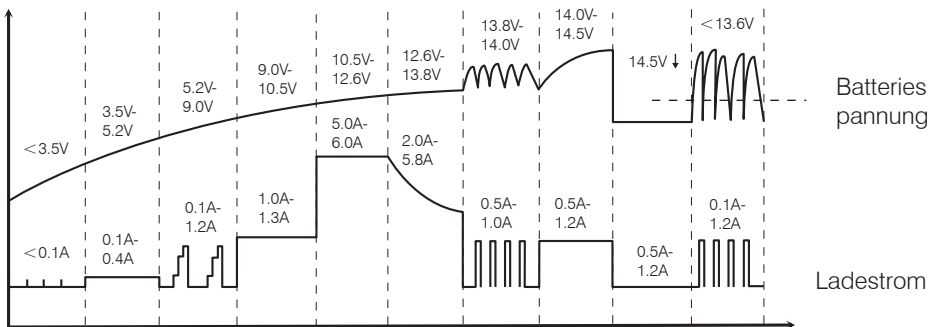 <3.5V
3.5V-
5.2V
5.2V-
9.0V
9.0V-
10.5V
10.5V-
12.6V
12.6V-
13.8V
13.8V-
14.0V
14.0V-
14.5V
14.5V ↓
<13.6V
Batteries
pannung
<0.1A
0.1A-
0.4A
0.1A-
1.2A
1.0A-
1.3A
5.0A-
6.0A
2.0A-
5.8A
0.5A-
1.0A
0.5A-
1.2A
0.5A-
1.2A
0.1A-
1.2A
Ladestrom